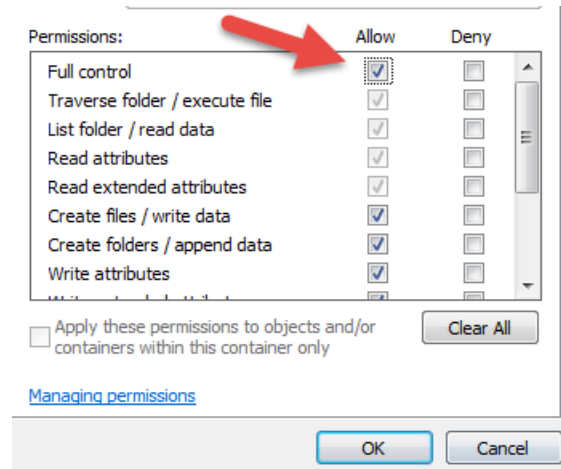 Permissions: Allow Deny
Full control
Traverse folder / execute file
List folder / read data
Read attributes
Read extended attributes
Create files / write data
Create folders / append data
Write attributes
Apply these permissions to objects and/or
containers within this container only
Clear All
Managing permissions
OK Cancel